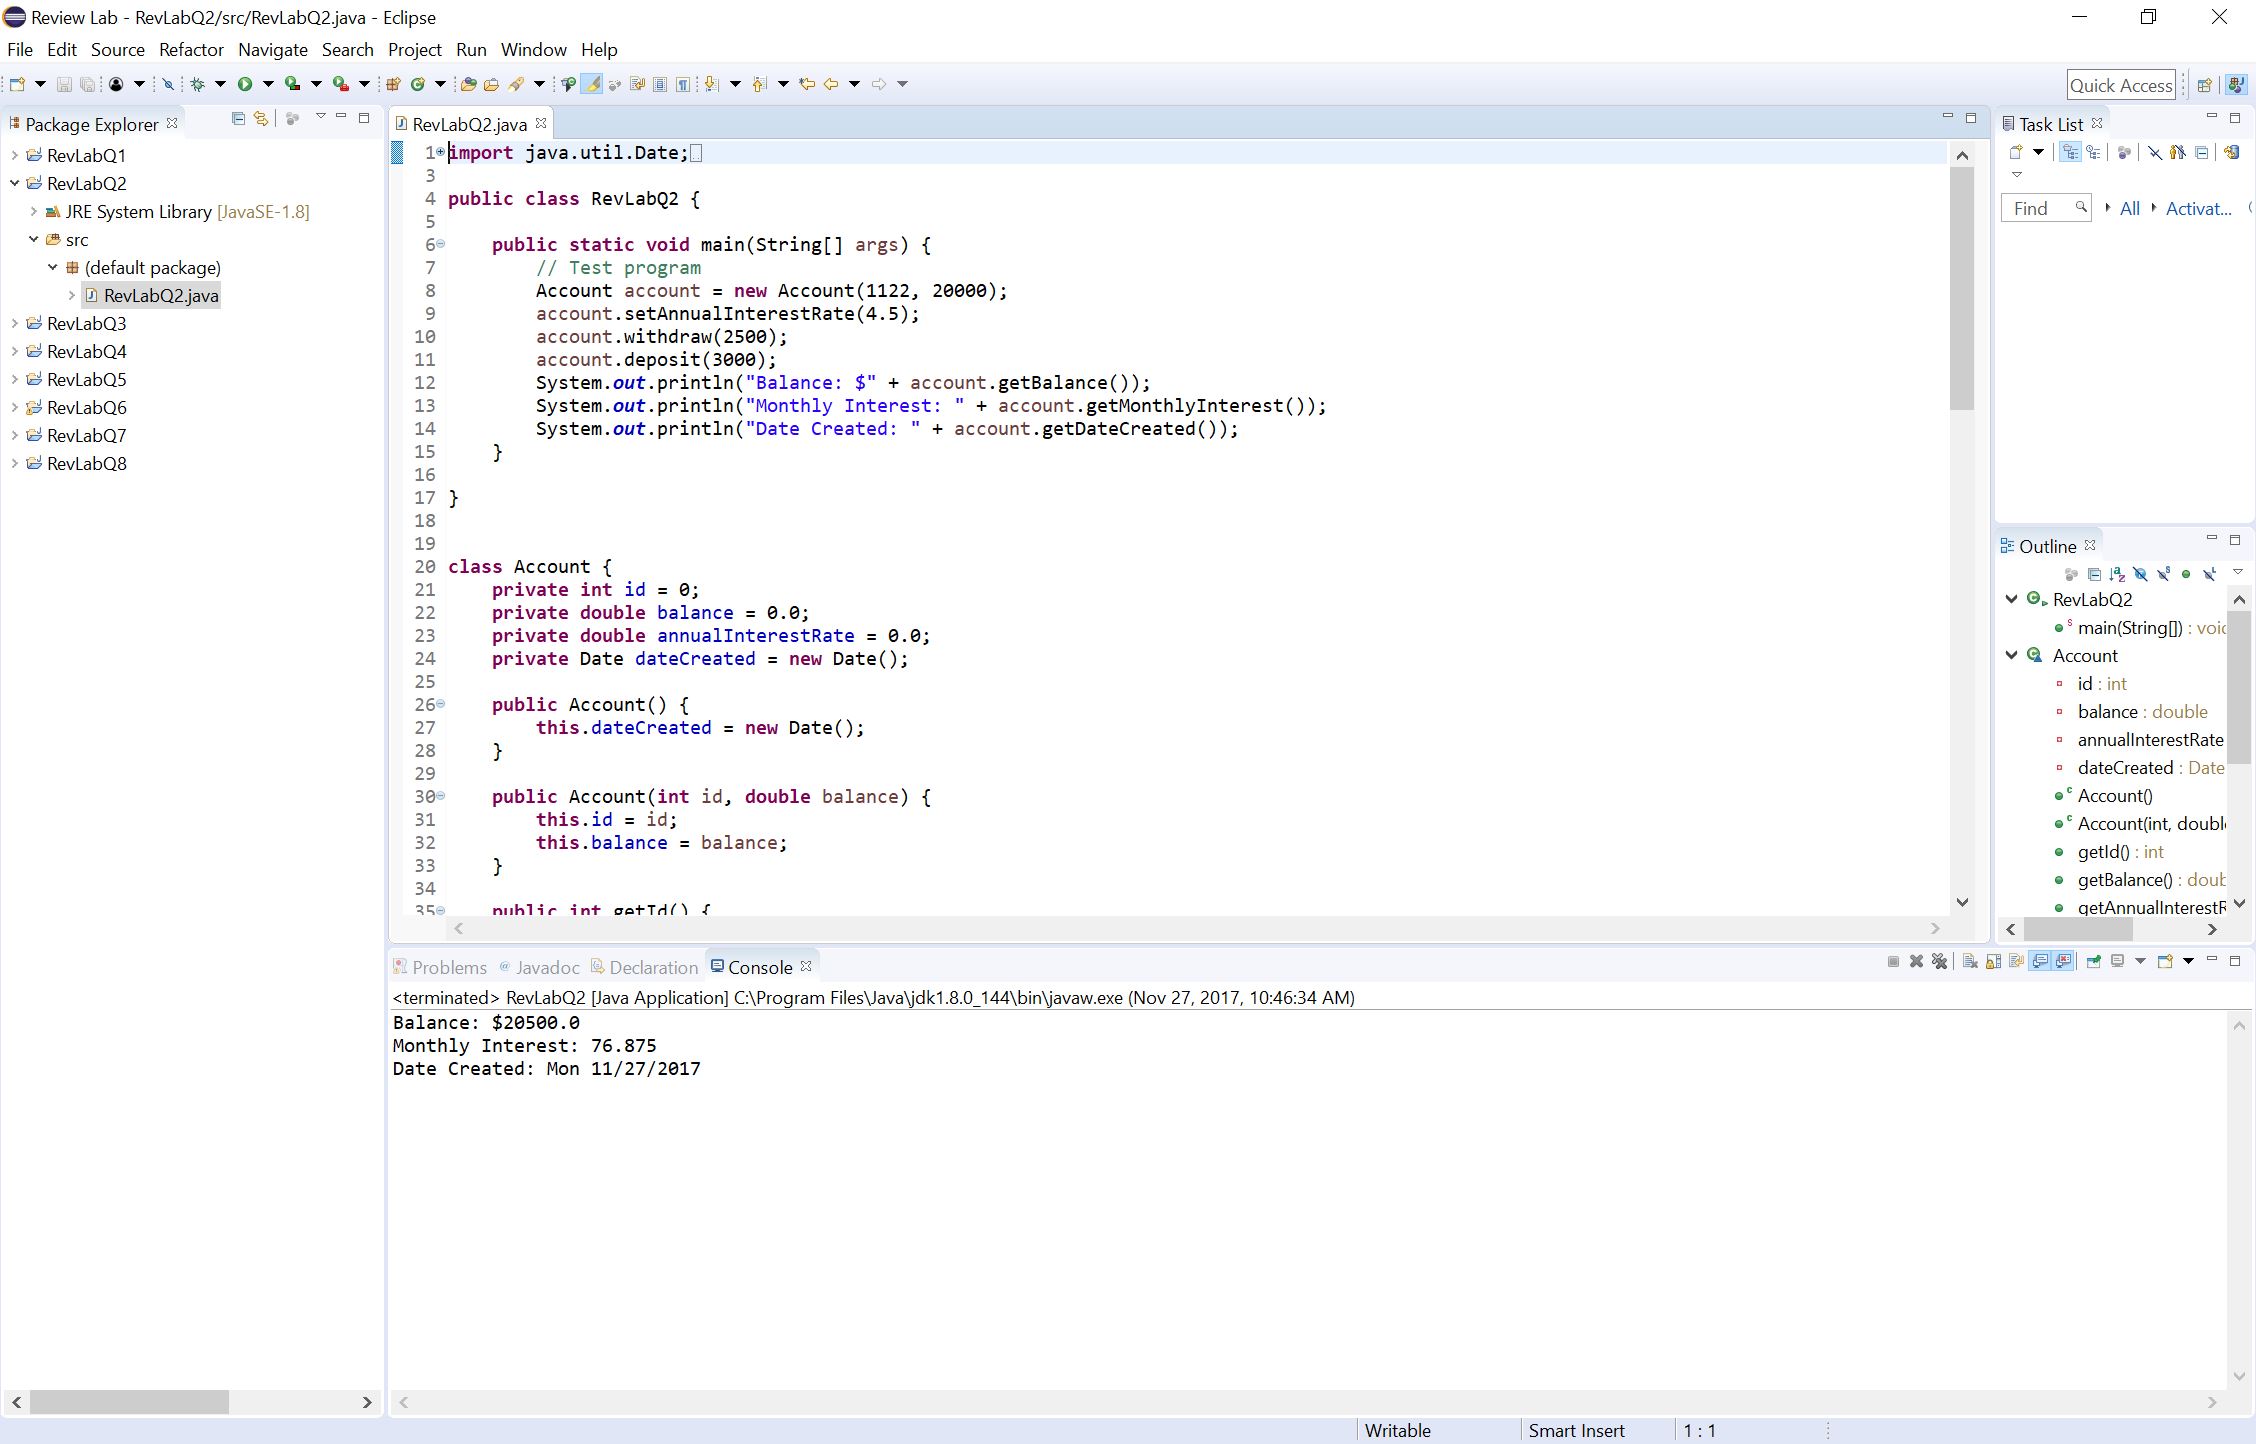 Review Lab - RevLabQ2/src/RevLabQ2.java - Eclipse
File Edit Source Refactor Navigate Search Project Run Window Help
Quick Access
Package Explorer
RevLabQ1
RevLabQ2
JRE System Library [JavaSE-1.8]
src
(default package)
RevLabQ2.java
RevLabQ3
RevLabQ4
RevLabQ5
RevLabQ6
RevLabQ7
RevLabQ8
RevLabQ2.java
1 import java.util.Date;
3
4 public class RevLabQ2 {
5
6     public static void main(String[] args) {
7         // Test program
8         Account account = new Account(1122, 20000);
9         account.setAnnualInterestRate(4.5);
10         account.withdraw(2500);
11         account.deposit(3000);
12         System.out.println("Balance: $" + account.getBalance());
13         System.out.println("Monthly Interest: " + account.getMonthlyInterest());
14         System.out.println("Date Created: " + account.getDateCreated());
15     }
16
17 }
18
19
20 class Account {
21     private int id = 0;
22     private double balance = 0.0;
23     private double annualInterestRate = 0.0;
24     private Date dateCreated = new Date();
25
26     public Account() {
27         this.dateCreated = new Date();
28     }
29
30     public Account(int id, double balance) {
31         this.id = id;
32         this.balance = balance;
33     }
34
35     public int getId() {
Task List
Find All Activat...
Outline
RevLabQ2
main(String[]) : void
Account
id : int
balance : double
annualInterestRate
dateCreated : Date
Account()
Account(int, doubl
getId() : int
getBalance() : doub
getAnnualInterestR
Problems Javadoc Declaration Console
<terminated> RevLabQ2 [Java Application] C:\Program Files\Java\jdk1.8.0_144\bin\javaw.exe (Nov 27, 2017, 10:46:34 AM)
Balance: $20500.0
Monthly Interest: 76.875
Date Created: Mon 11/27/2017
Writable Smart Insert 1 : 1